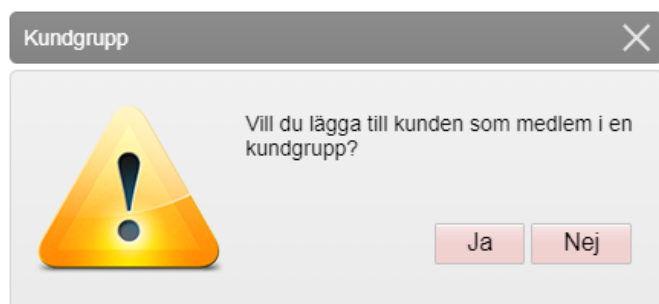 Kundgrupp
Vill du lägga till kunden som medlem i en
kundgrupp?
Ja Nej